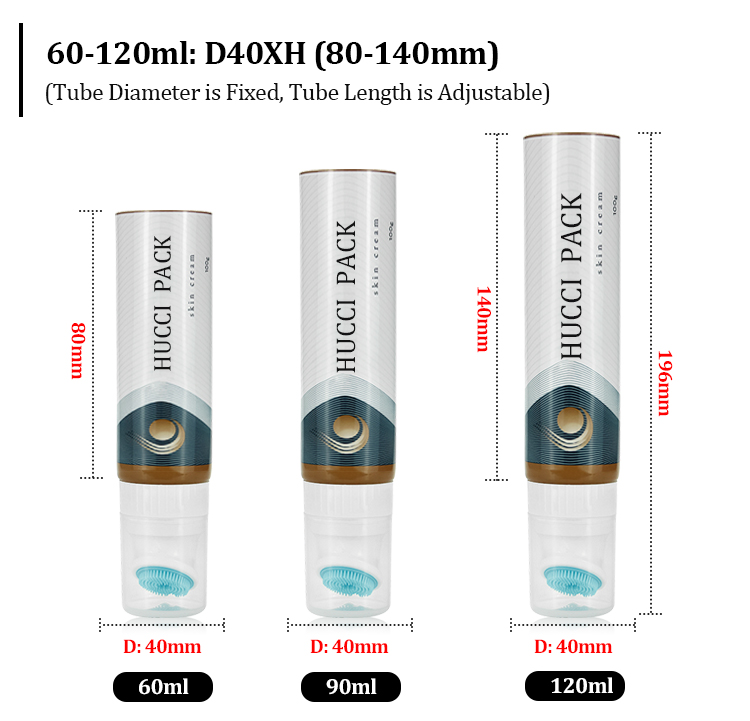 60-120ml: D40XH (80-140mm)
(Tube Diameter is Fixed, Tube Length is Adjustable)
HUCCI PACK
skin cream
100g
80mm
HUCCI PACK
skin cream
100g
HUCCI PACK
skin cream
100g
140mm
196mm
D: 40mm
D: 40mm
D: 40mm
60ml
90ml
120ml